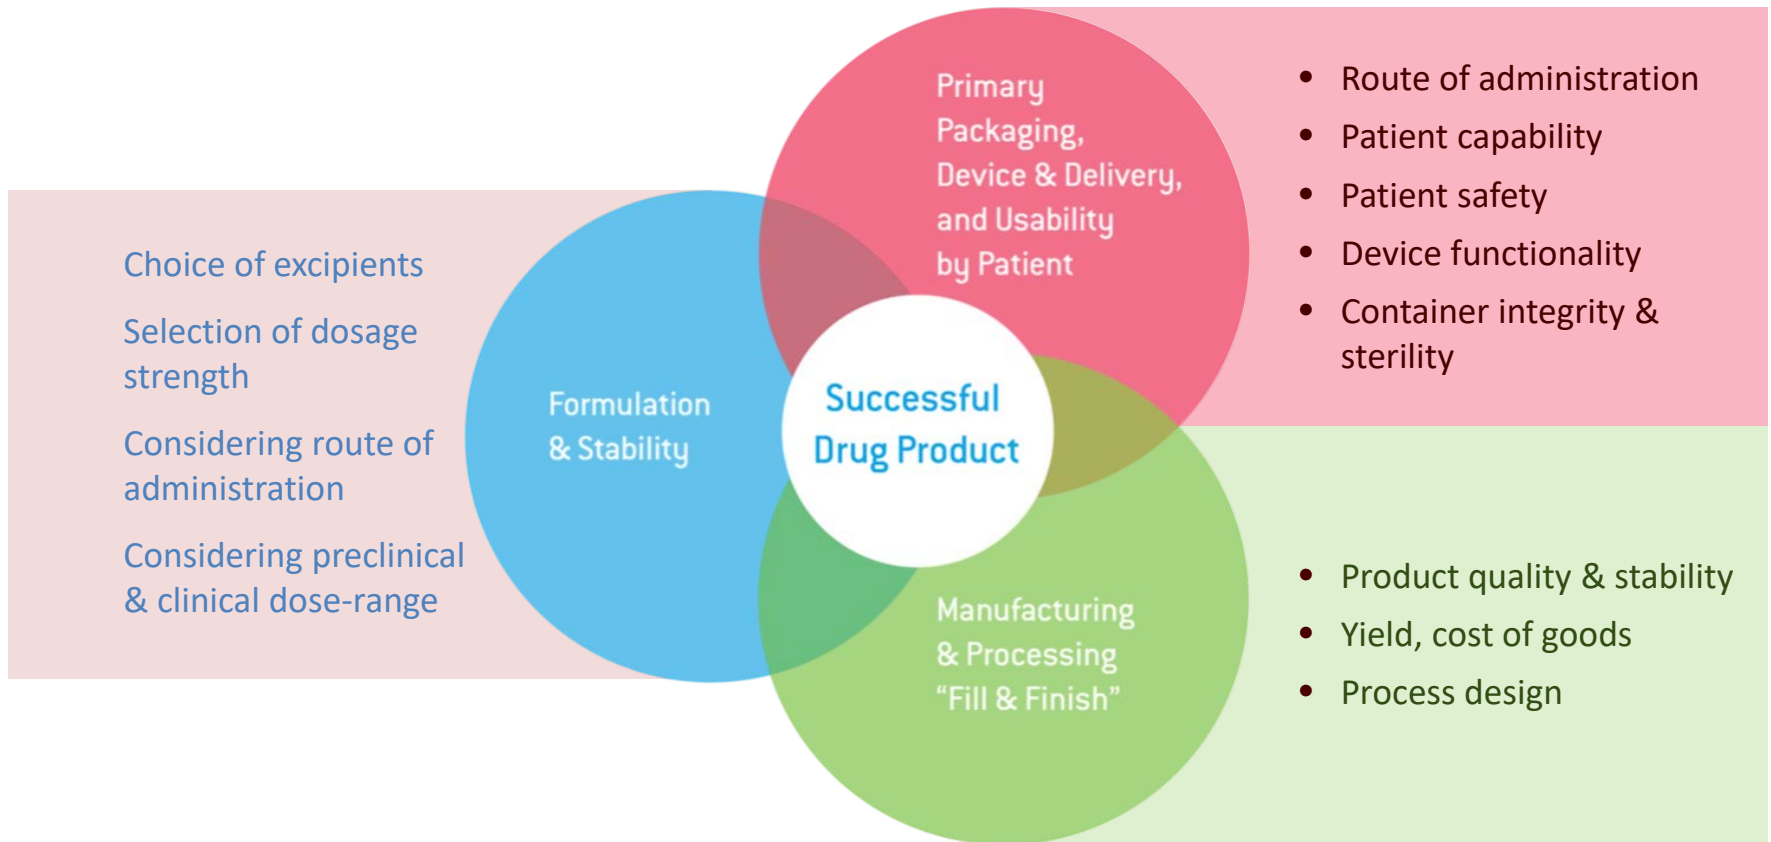 Choice of excipients
Selection of dosage
strength
Considering route of
administration
Considering preclinical
& clinical dose-range
Formulation
& Stability
Primary
Packaging,
Device & Delivery,
and Usability
by Patient
Successful
Drug Product
Manufacturing
& Processing
“Fill & Finish”
• Route of administration
• Patient capability
• Patient safety
• Device functionality
• Container integrity &
sterility
• Product quality & stability
• Yield, cost of goods
• Process design